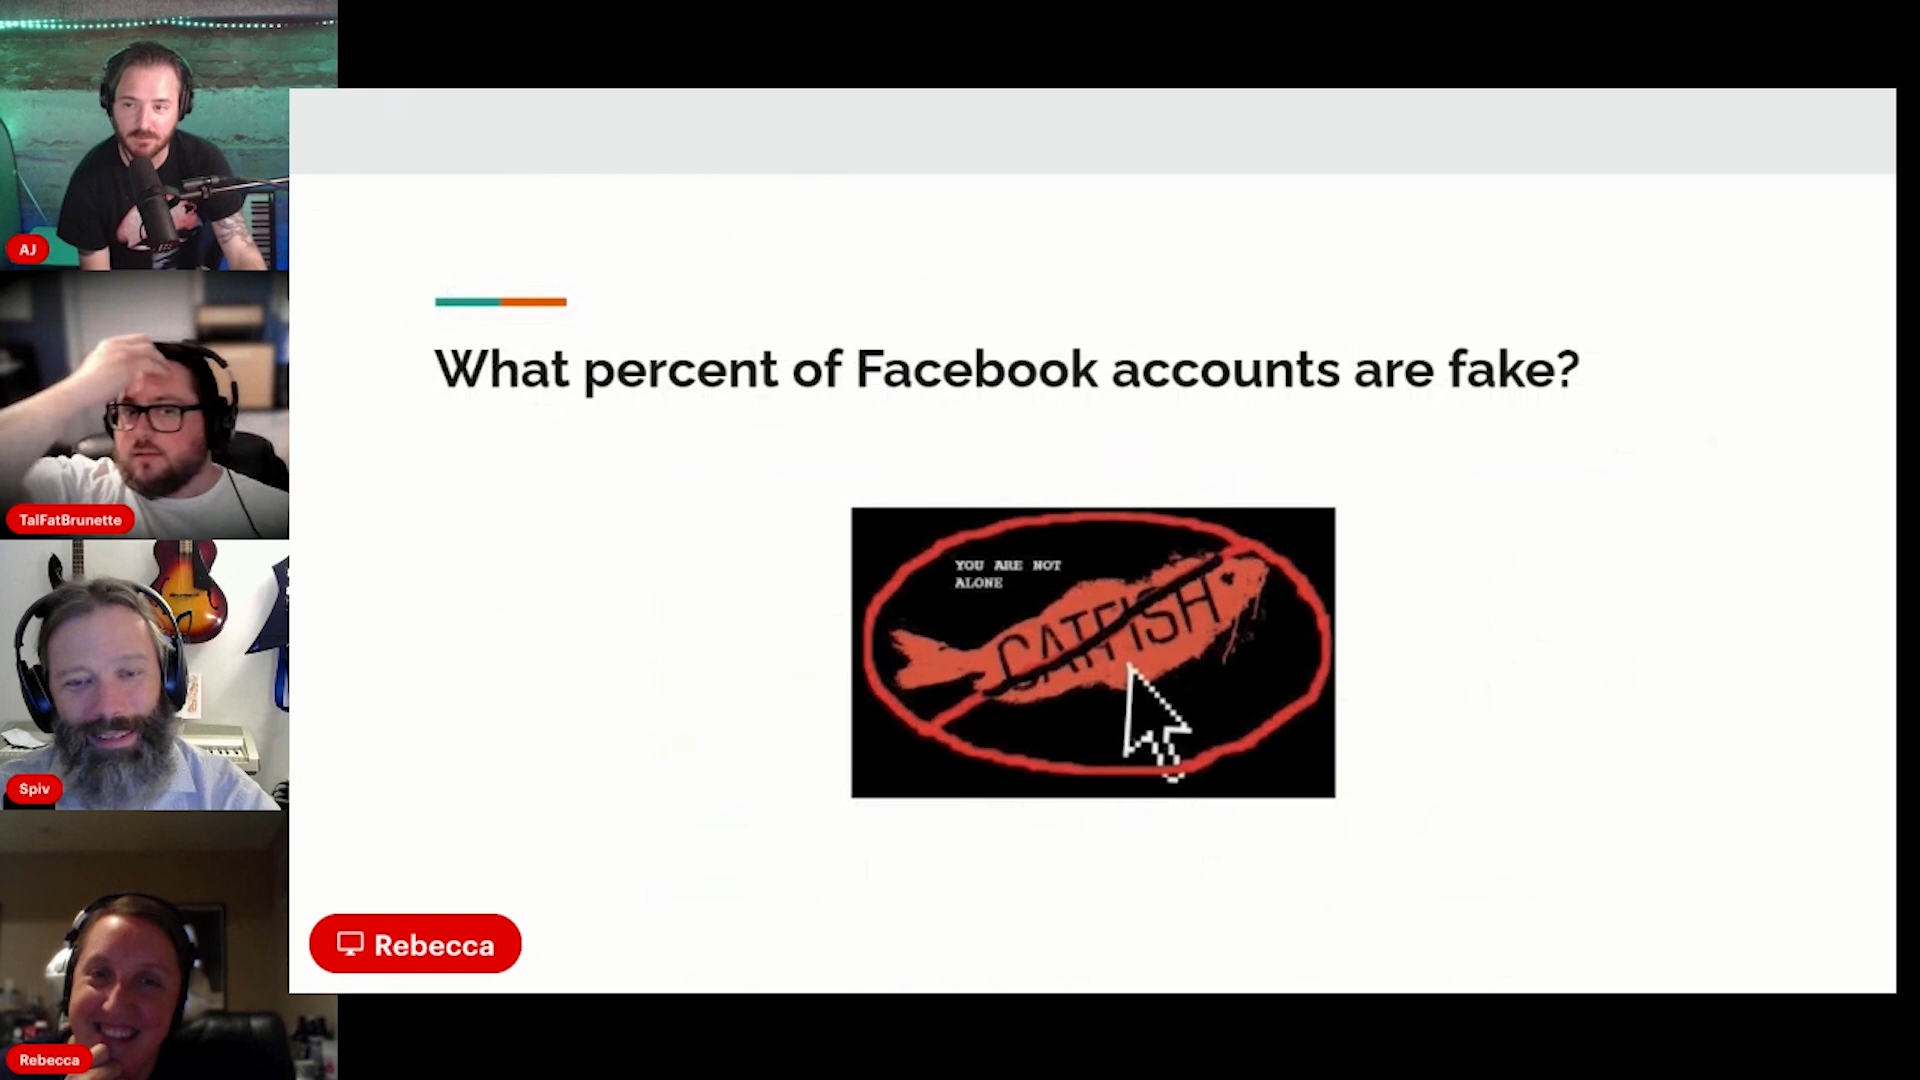 AJ
TalFatBrunette
Spiv
Rebecca
What percent of Facebook accounts are fake?
YOU ARE NOT
ALONE
CATFISH
Rebecca